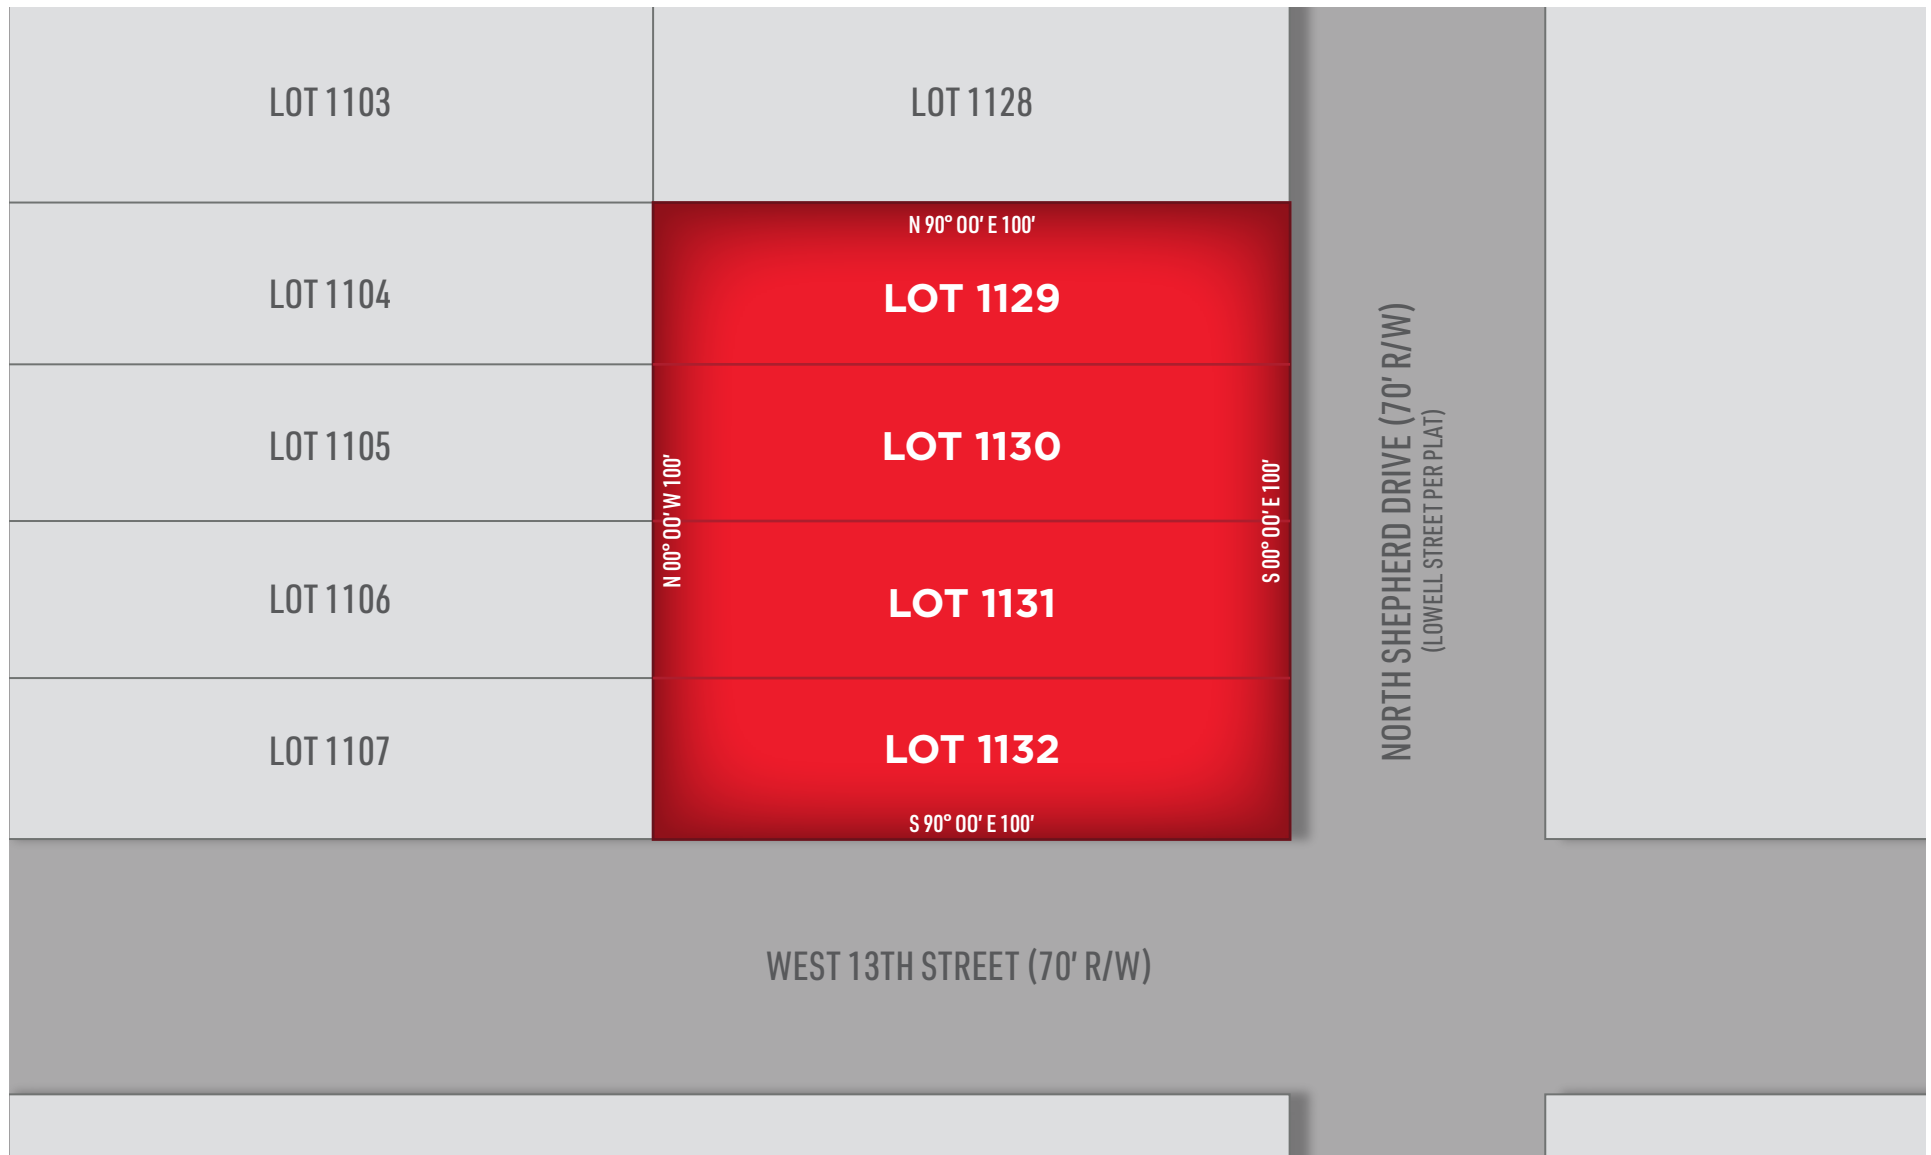 LOT 1103
LOT 1128
N 90° 00' E 100'
LOT 1104
LOT 1129
LOT 1105
LOT 1130
N 00° 00' W 100'
S 00° 00' E 100'
NORTH SHEPHERD DRIVE (70' R/W)
(LOWELL STREET PER PLAT)
LOT 1106
LOT 1131
LOT 1107
LOT 1132
S 90° 00' E 100'
WEST 13TH STREET (70' R/W)